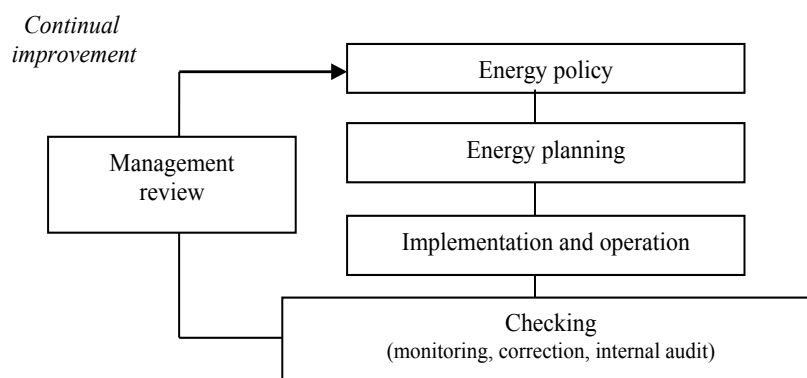 Continual
improvement
Energy policy
Energy planning
Management
review
Implementation and operation
Checking
(monitoring, correction, internal audit)